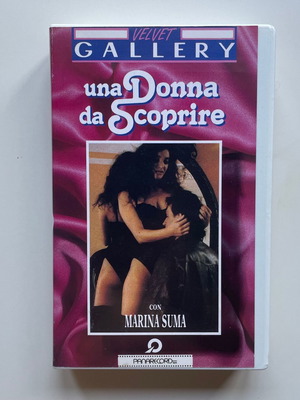 VELVET
GALLERY
una Donna
da Scoprire
CON
MARINA SUMA
PANARECORD